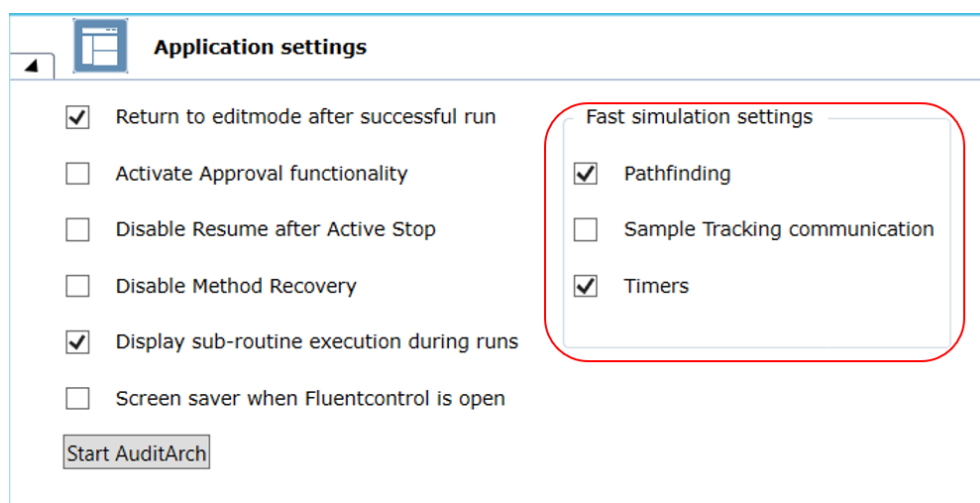 Application settings
Return to editmode after successful run
Activate Approval functionality
Disable Resume after Active Stop
Disable Method Recovery
Display sub-routine execution during runs
Screen saver when Fluentcontrol is open
Start AuditArch
Fast simulation settings
Pathfinding
Sample Tracking communication
Timers